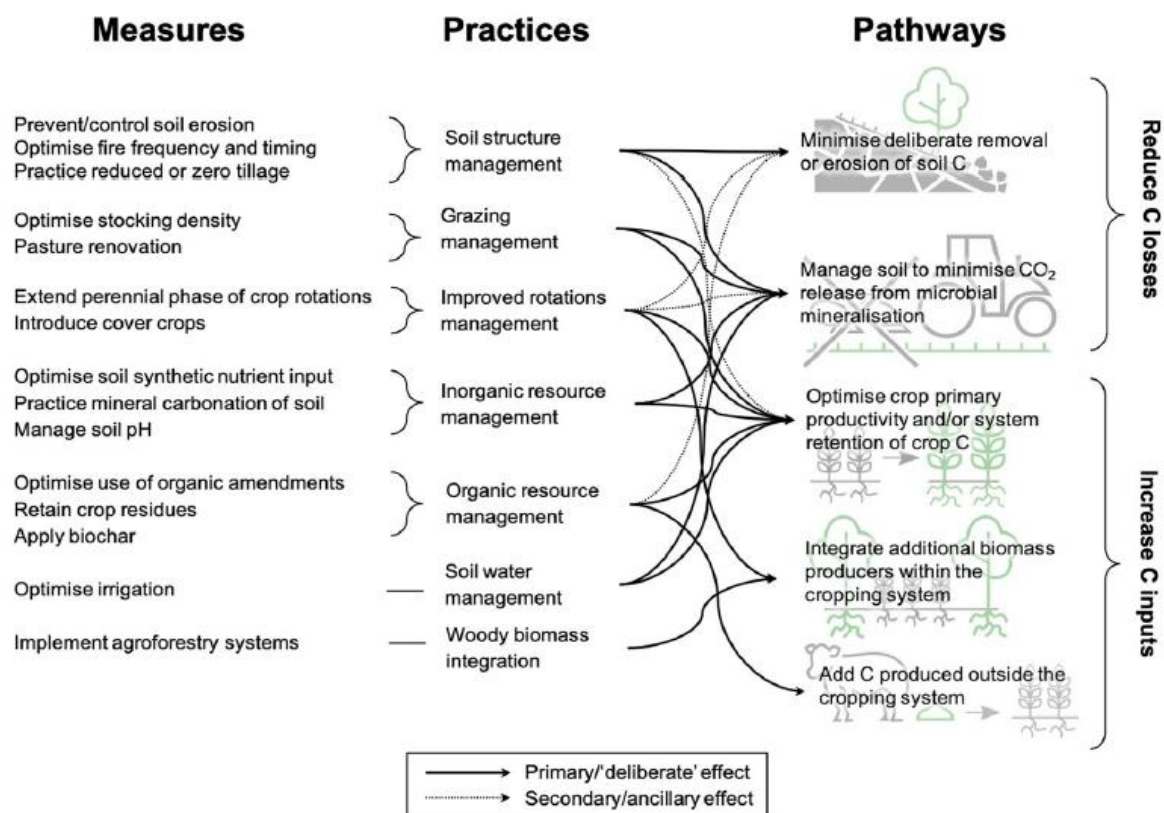 Measures
Practices
Pathways
Prevent/control soil erosion
Optimise fire frequency and timing
Practice reduced or zero tillage
Soil structure
management
Minimise deliberate removal
or erosion of soil C
Optimise stocking density
Pasture renovation
Grazing
management
Manage soil to minimise CO₂
release from microbial
mineralisation
Extend perennial phase of crop rotations
Introduce cover crops
Improved rotations
management
Reduce C losses
Optimise soil synthetic nutrient input
Practice mineral carbonation of soil
Manage soil pH
Inorganic resource
management
Optimise crop primary
productivity and/or system
retention of crop C
Optimise use of organic amendments
Retain crop residues
Apply biochar
Organic resource
management
Integrate additional biomass
producers within the
cropping system
Optimise irrigation
Soil water
management
Implement agroforestry systems
Woody biomass
integration
Add C produced outside the
cropping system
Increase C inputs
Primary/'deliberate' effect
Secondary/ancillary effect